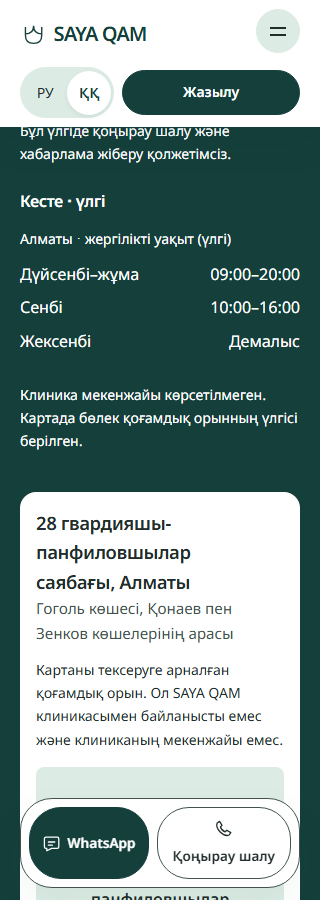 SAYA QAM
РУ
ҚҚ
Жазылу
Бұл үлгіде қоңырау шалу және
хабарлама жіберу қолжетімсіз.
Кесте · үлгі
Алматы · жергілікті уақыт (үлгі)
Дүйсенбі–жұма 09:00–20:00
Сенбі 10:00–16:00
Жексенбі Демалыс
Клиника мекенжайы көрсетілмеген.
Картада бөлек қоғамдық орынның үлгісі
берілген.
28 гвардияшы-
панфиловшылар
саябағы, Алматы
Гоголь көшесі, Қонаев пен
Зенков көшелерінің арасы
Картаны тексеруге арналған
қоғамдық орын. Ол SAYA QAM
клиникасымен байланысты емес
және клиниканың мекенжайы емес.
WhatsApp
Қоңырау шалу
панфиловшылар